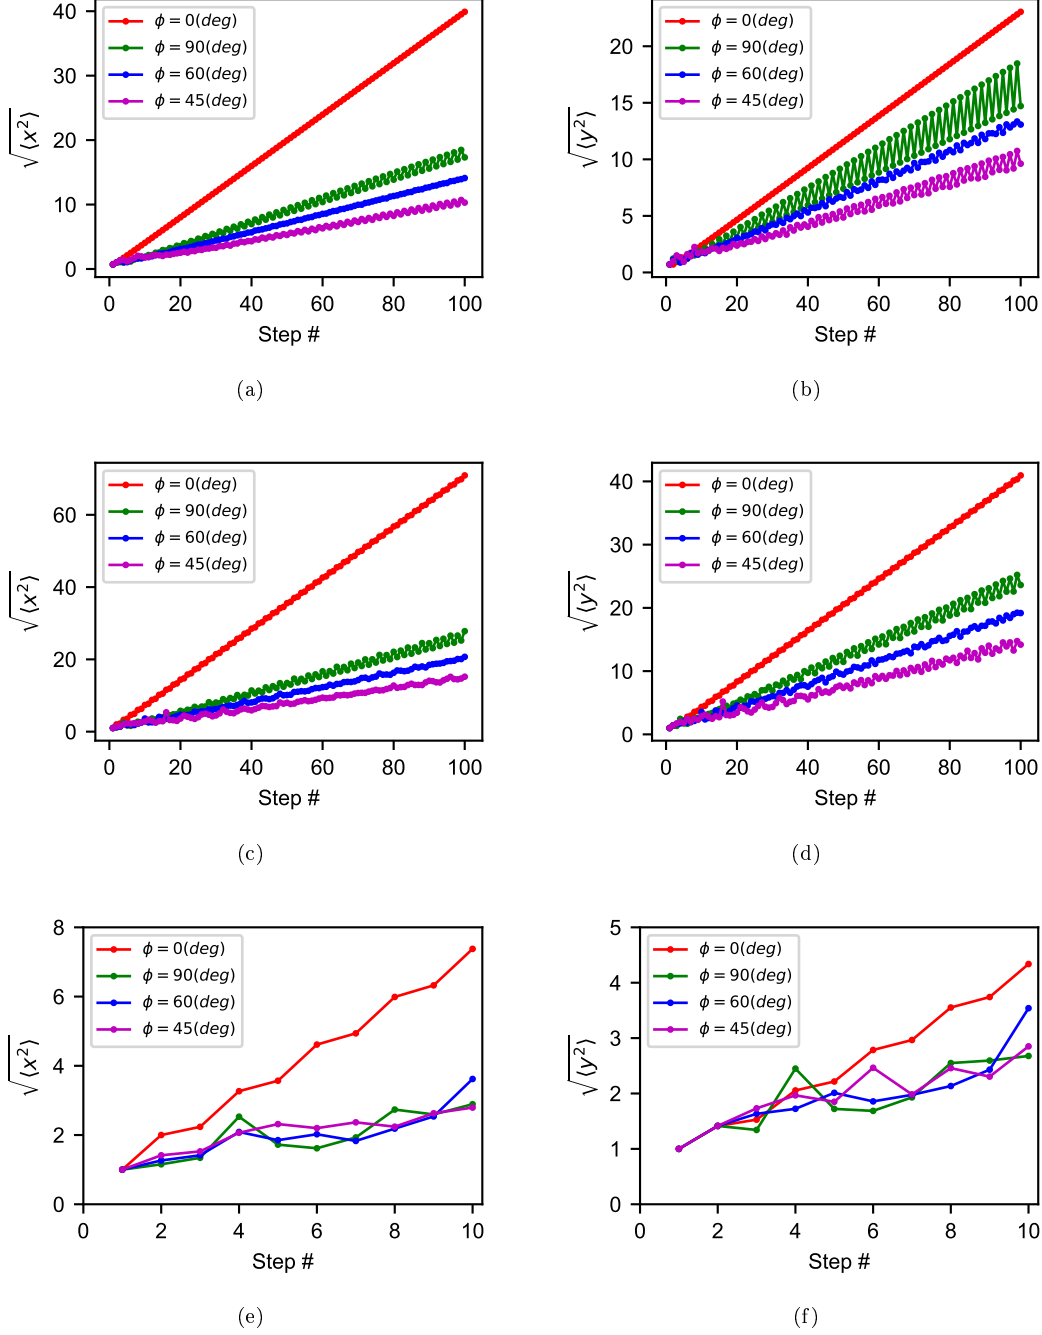 40
30
20
10
0
√⟨x²⟩
ϕ = 0(deg)
ϕ = 90(deg)
ϕ = 60(deg)
ϕ = 45(deg)
0 20 40 60 80 100
Step #
(a)
20
15
10
5
0
√⟨y²⟩
ϕ = 0(deg)
ϕ = 90(deg)
ϕ = 60(deg)
ϕ = 45(deg)
0 20 40 60 80 100
Step #
(b)
60
40
20
0
√⟨x²⟩
ϕ = 0(deg)
ϕ = 90(deg)
ϕ = 60(deg)
ϕ = 45(deg)
0 20 40 60 80 100
Step #
(c)
40
30
20
10
0
√⟨y²⟩
ϕ = 0(deg)
ϕ = 90(deg)
ϕ = 60(deg)
ϕ = 45(deg)
0 20 40 60 80 100
Step #
(d)
8
6
4
2
0
√⟨x²⟩
ϕ = 0(deg)
ϕ = 90(deg)
ϕ = 60(deg)
ϕ = 45(deg)
0 2 4 6 8 10
Step #
(e)
5
4
3
2
1
0
√⟨y²⟩
ϕ = 0(deg)
ϕ = 90(deg)
ϕ = 60(deg)
ϕ = 45(deg)
0 2 4 6 8 10
Step #
(f)